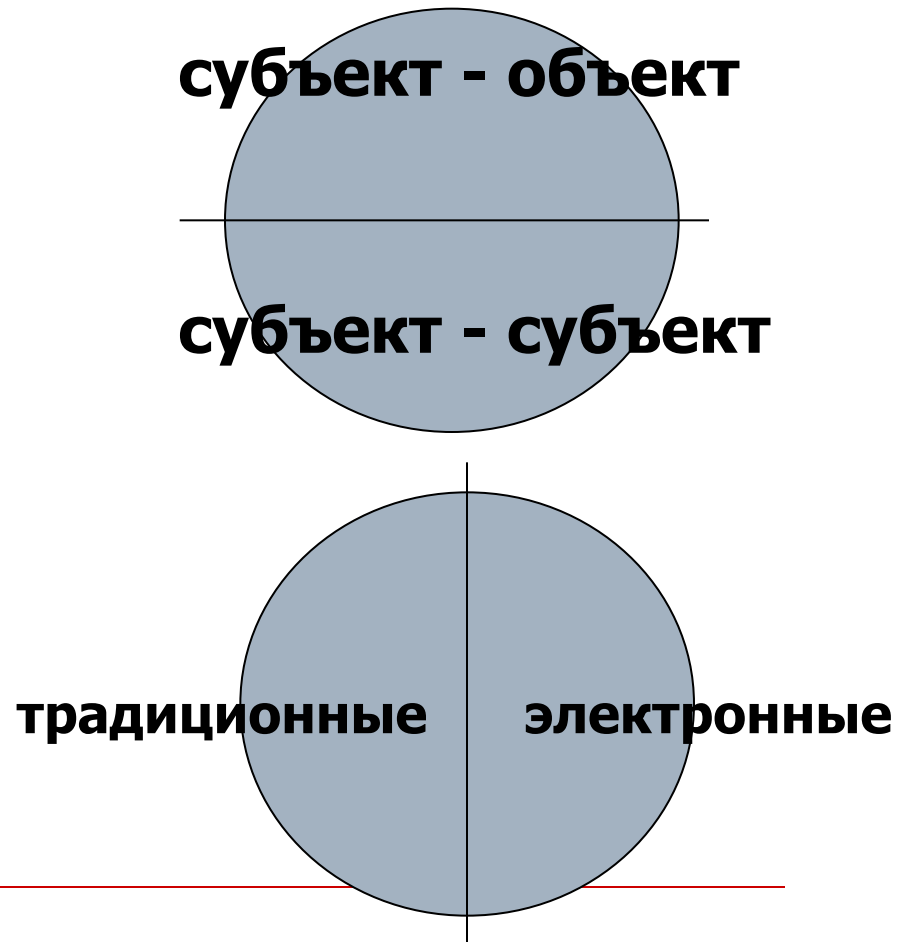 субъект - объект
субъект - субъект
традиционные электронные